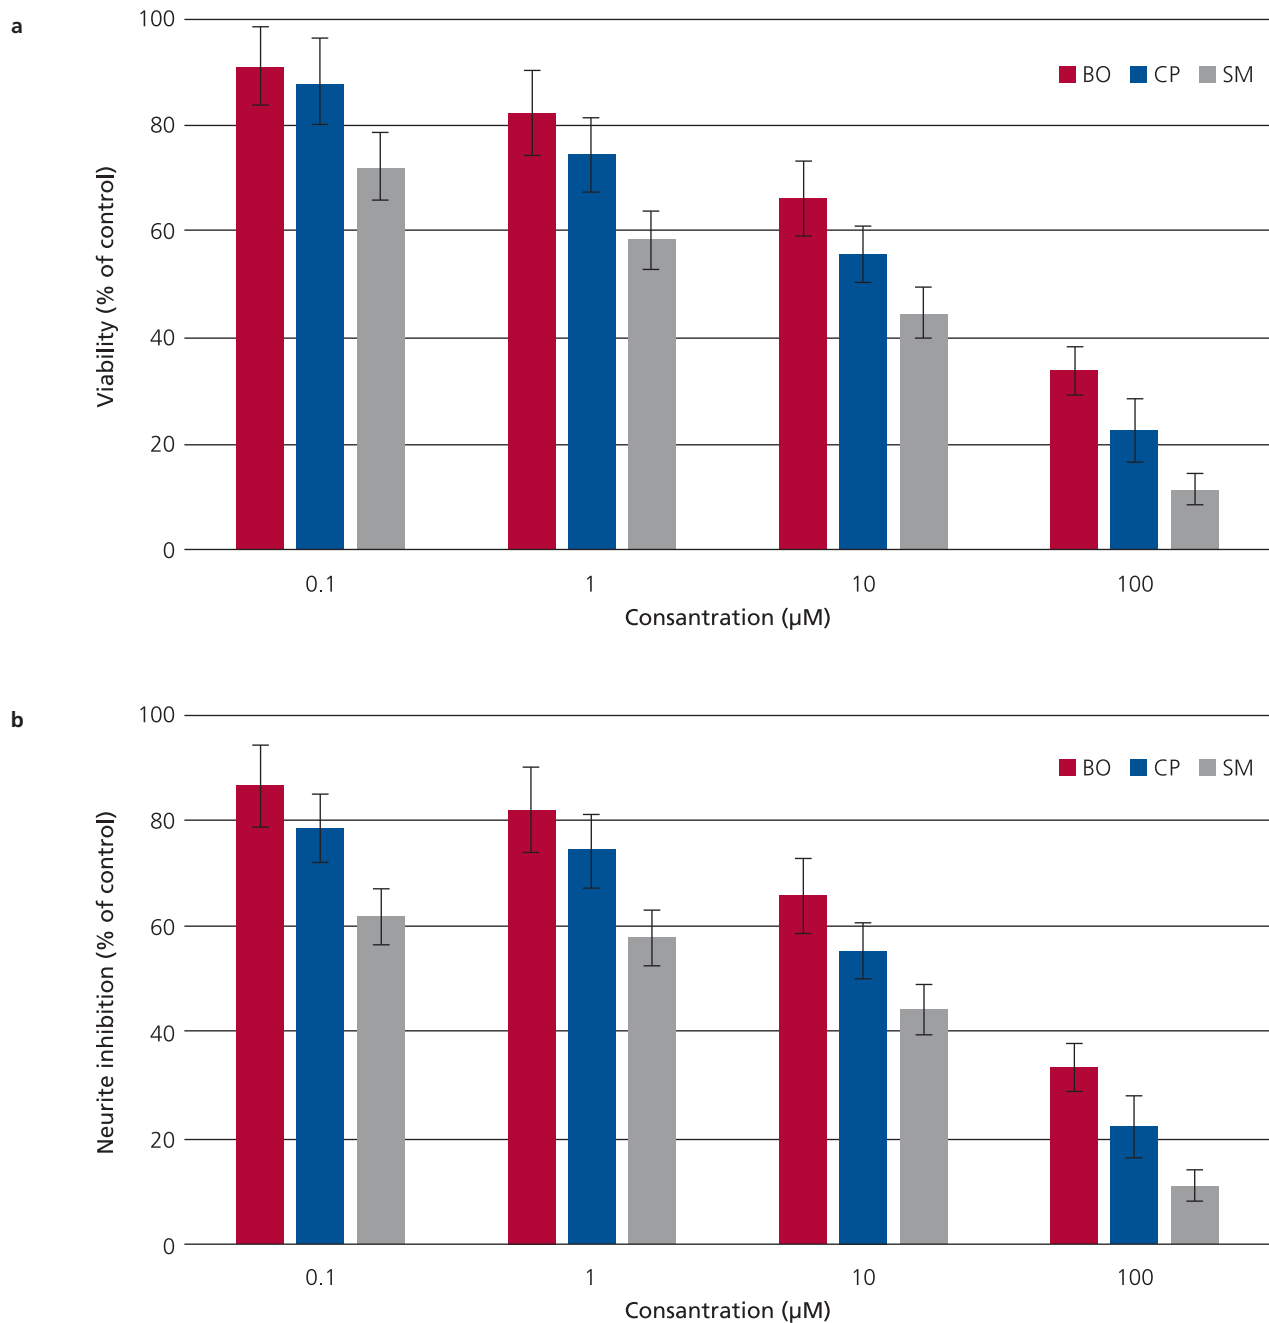 a
100
BO CP SM
80
60
40
20
0
Viability (% of control)
0.1 1 10 100
Consantration (µM)
b
100
BO CP SM
80
60
40
20
0
Neurite inhibition (% of control)
0.1 1 10 100
Consantration (µM)